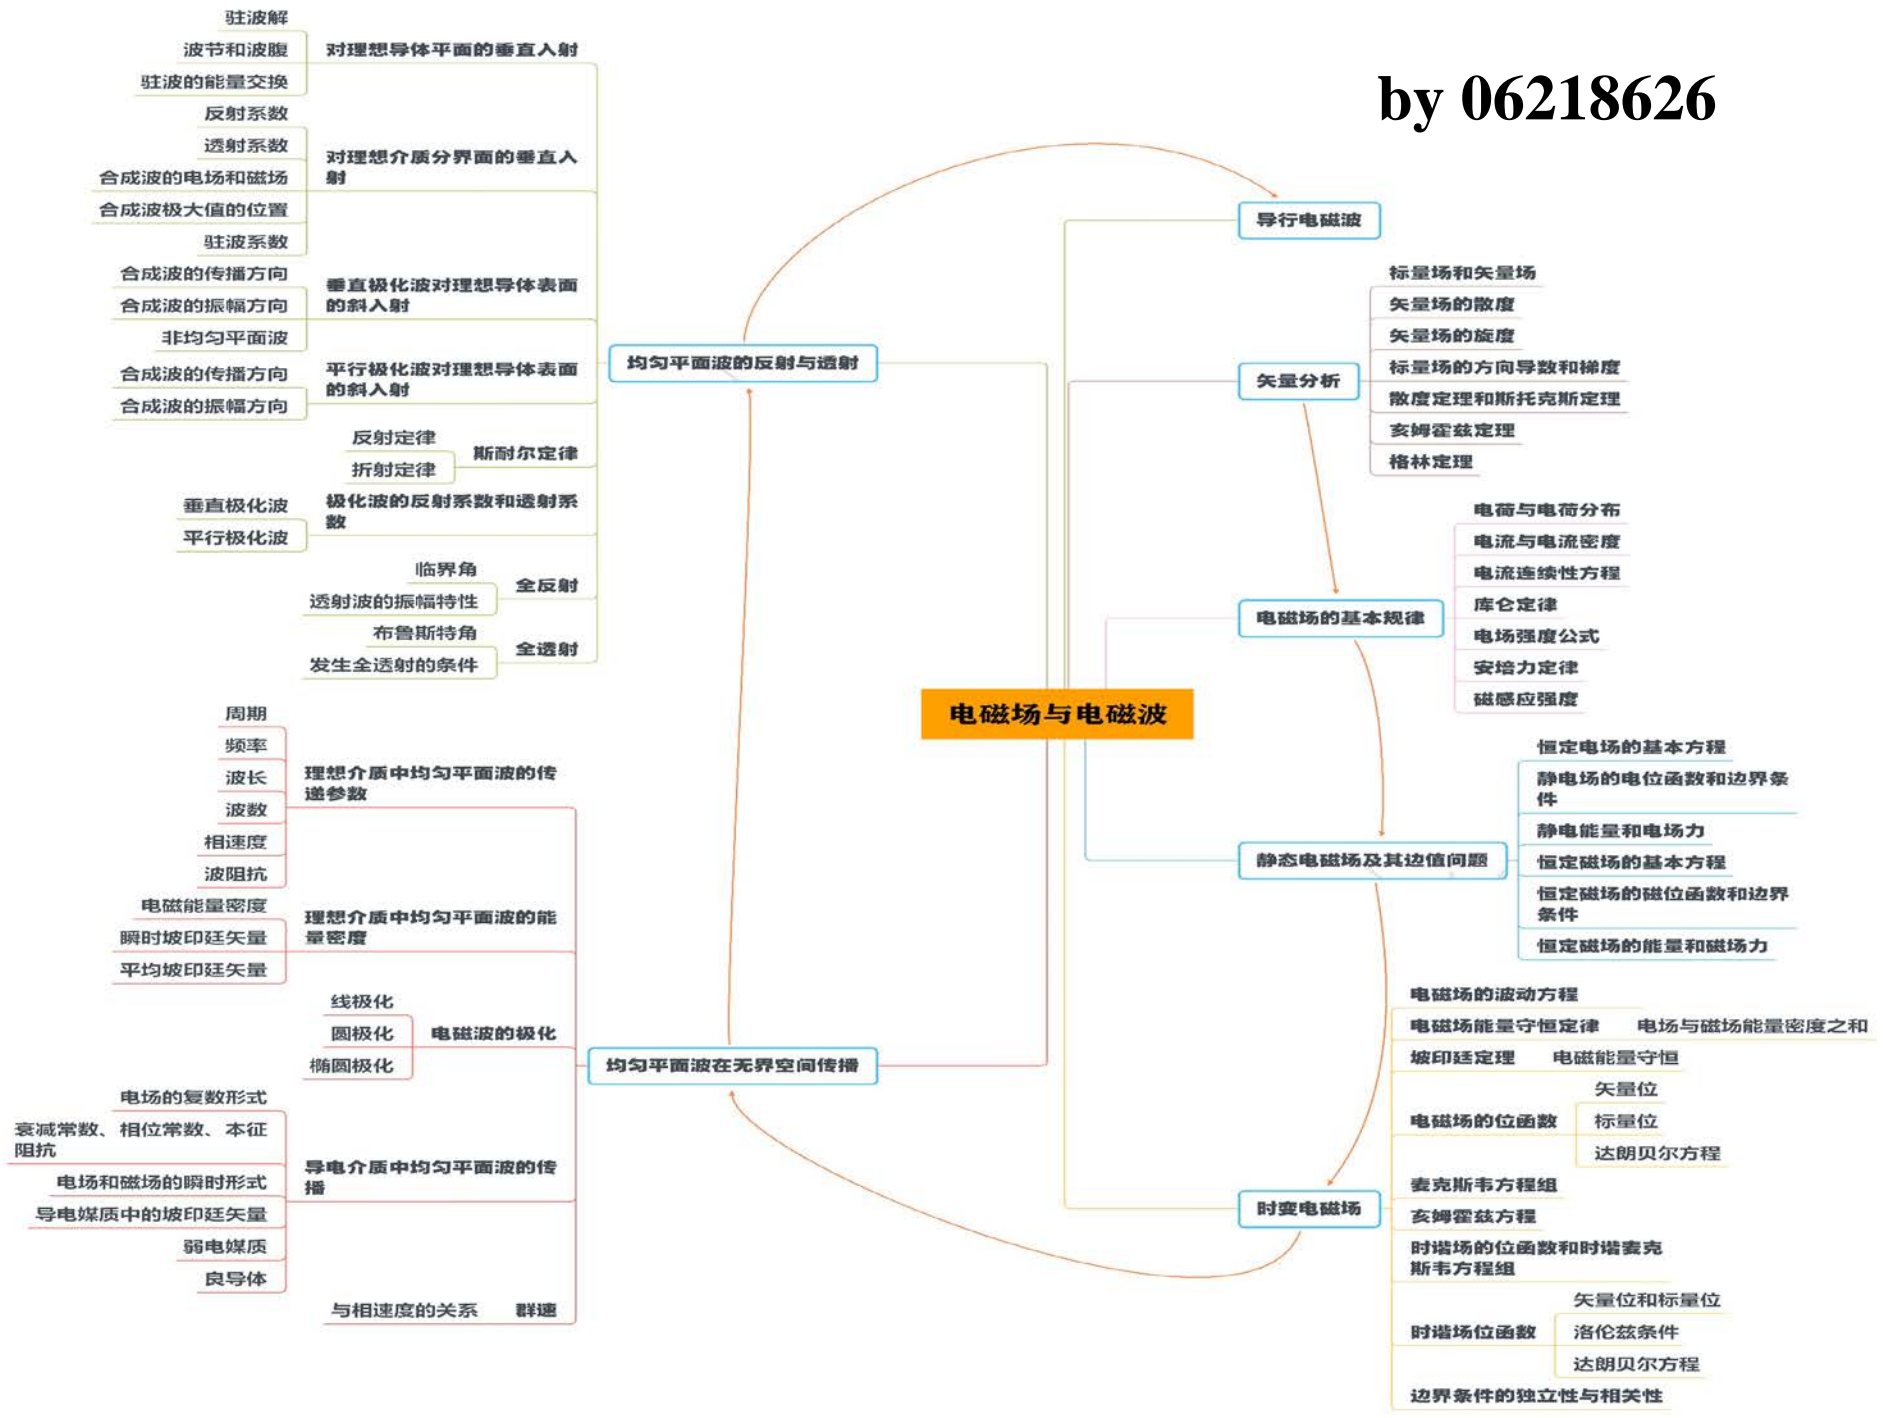 by 06218626
电磁场与电磁波
导行电磁波
矢量分析
标量场和矢量场
矢量场的散度
矢量场的旋度
标量场的方向导数和梯度
散度定理和斯托克斯定理
亥姆霍兹定理
格林定理
电磁场的基本规律
电荷与电荷分布
电流与电流密度
电流连续性方程
库仑定律
电场强度公式
安培力定律
磁感应强度
静态电磁场及其边值问题
恒定电场的基本方程
静电场的电位函数和边界条
件
静电能量和电场力
恒定磁场的基本方程
恒定磁场的磁位函数和边界
条件
恒定磁场的能量和磁场力
时变电磁场
电磁场的波动方程
电磁场能量守恒定律
电场与磁场能量密度之和
坡印廷定理
电磁能量守恒
电磁场的位函数
矢量位
标量位
达朗贝尔方程
麦克斯韦方程组
亥姆霍兹方程
时谐场的位函数和时谐麦克
斯韦方程组
时谐场位函数
矢量位和标量位
洛伦兹条件
达朗贝尔方程
边界条件的独立性与相关性
均匀平面波的反射与透射
对理想导体平面的垂直入射
驻波解
波节和波腹
驻波的能量交换
对理想介质分界面的垂直入
射
反射系数
透射系数
合成波的电场和磁场
合成波极大值的位置
驻波系数
垂直极化波对理想导体表面
的斜入射
合成波的传播方向
合成波的振幅方向
非均匀平面波
平行极化波对理想导体表面
的斜入射
合成波的传播方向
合成波的振幅方向
斯耐尔定律
反射定律
折射定律
极化波的反射系数和透射系
数
垂直极化波
平行极化波
全反射
临界角
透射波的振幅特性
全透射
布鲁斯特角
发生全透射的条件
均匀平面波在无界空间传播
理想介质中均匀平面波的传
递参数
周期
频率
波长
波数
相速度
波阻抗
理想介质中均匀平面波的能
量密度
电磁能量密度
瞬时坡印廷矢量
平均坡印廷矢量
电磁波的极化
线极化
圆极化
椭圆极化
导电介质中均匀平面波的传
播
电场的复数形式
衰减常数、相位常数、本征
阻抗
电场和磁场的瞬时形式
导电媒质中的坡印廷矢量
弱电媒质
良导体
群速
与相速度的关系